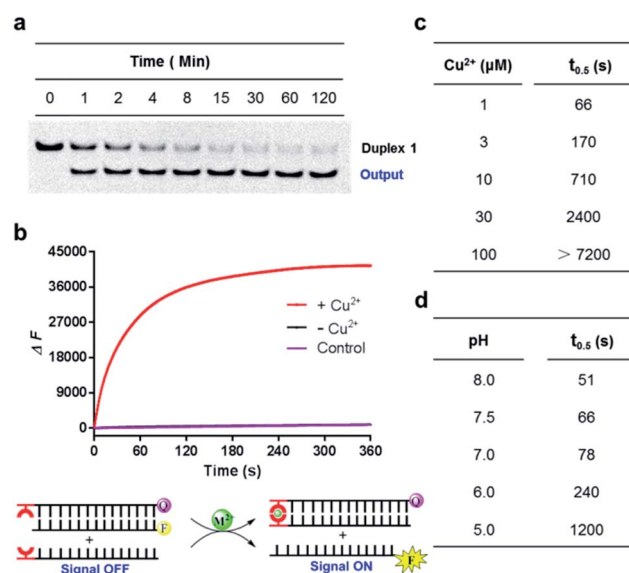 a
Time ( Min)
0 1 2 4 8 15 30 60 120
Duplex 1
Output
b
45000
36000
27000
18000
9000
0
Δ F
+ Cu²⁺
- Cu²⁺
Control
0 60 120 180 240 300 360
Time (s)
Q
F
+
Signal OFF
M²⁺
Q
+
F
Signal ON
c
Cu²⁺ (μM) t₀.₅ (s)
1 66
3 170
10 710
30 2400
100 > 7200
d
pH t₀.₅ (s)
8.0 51
7.5 66
7.0 78
6.0 240
5.0 1200